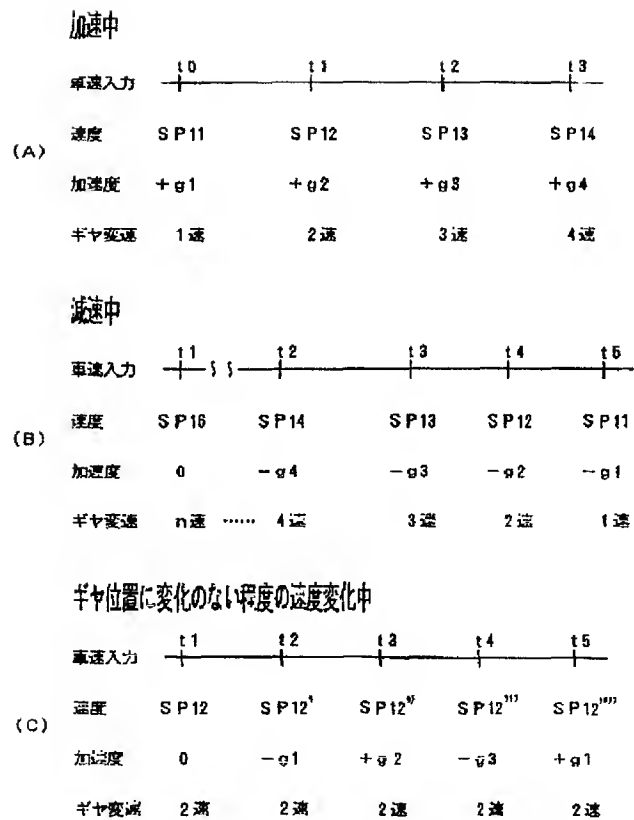 加速中
t0 t1 t2 t3
車速入力
(A)
速度 SP11 SP12 SP13 SP14
加速度 +g1 +g2 +g3 +g4
ギヤ変速 1速 2速 3速 4速
減速中
t1 t2 t3 t4 t5
車速入力
(B)
速度 SP16 SP14 SP13 SP12 SP11
加速度 0 -g4 -g3 -g2 -g1
ギヤ変速 n速 …… 4速 3速 2速 1速
ギヤ位置に変化のない程度の速度変化中
t1 t2 t3 t4 t5
車速入力
(C)
速度 SP12 SP12' SP12'' SP12''' SP12''''
加速度 0 -g1 +g2 -g3 +g1
ギヤ変速 2速 2速 2速 2速 2速